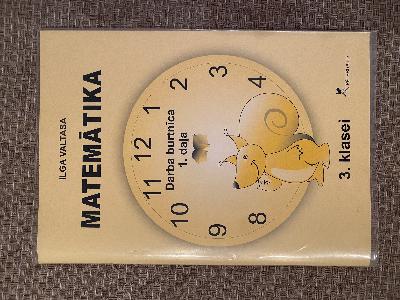 ILGA VALTASA
MATEMĀTIKA
12
1
2
3
4
8
9
10
11
Darba burtnīca
1. daļa
3. klasei